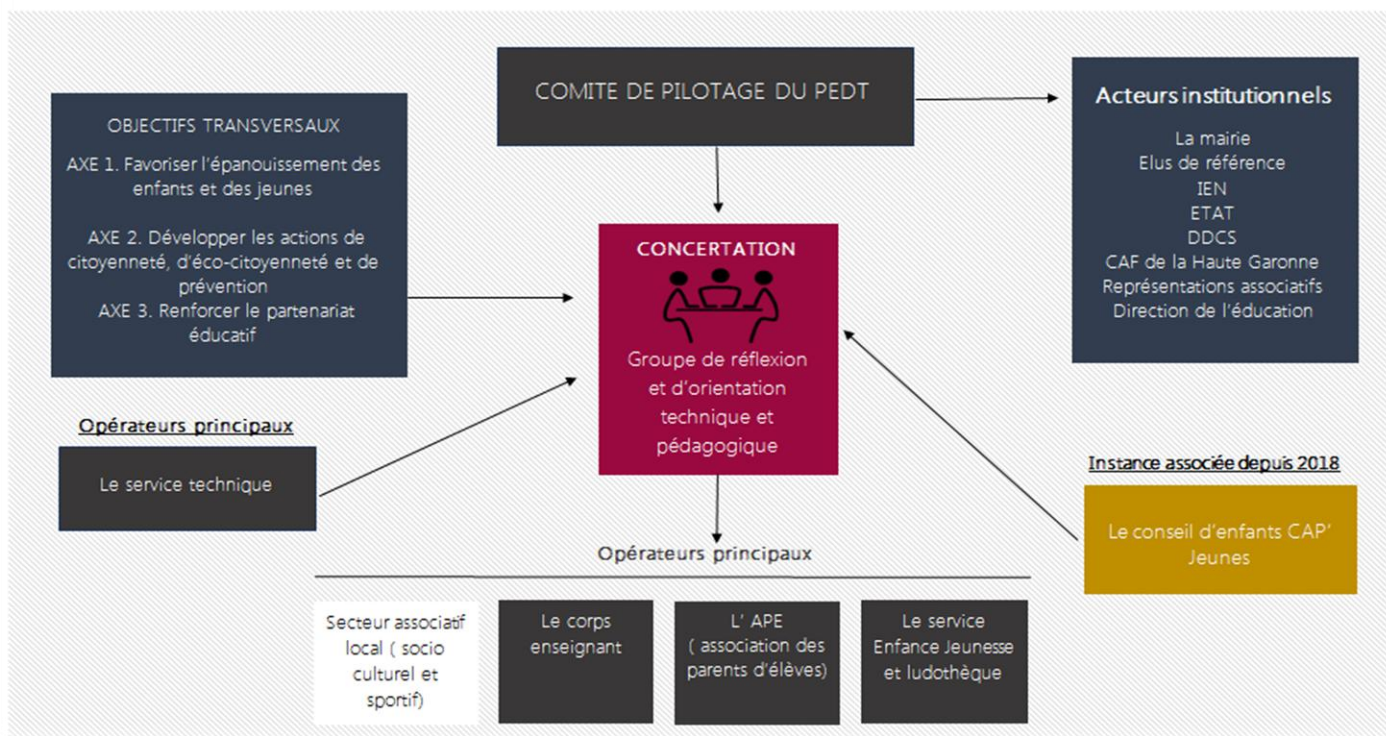 COMITE DE PILOTAGE DU PEDT
OBJECTIFS TRANSVERSAUX
AXE 1. Favoriser l'épanouissement des
enfants et des jeunes
AXE 2. Développer les actions de
citoyenneté, d'éco-citoyenneté et de
prévention
AXE 3. Renforcer le partenariat
éducatif
Acteurs institutionnels
La mairie
Elus de référence
IEN
ETAT
DDCS
CAF de la Haute Garonne
Représentations associatifs
Direction de l'éducation
CONCERTATION
Groupe de réflexion
et d'orientation
technique et
pédagogique
Opérateurs principaux
Le service technique
Instance associée depuis 2018
Le conseil d'enfants CAP'
Jeunes
Opérateurs principaux
Secteur associatif
local ( socio
culturel et
sportif)
Le corps
enseignant
L' APE
( association des
parents d'élèves)
Le service
Enfance Jeunesse
et ludothèque